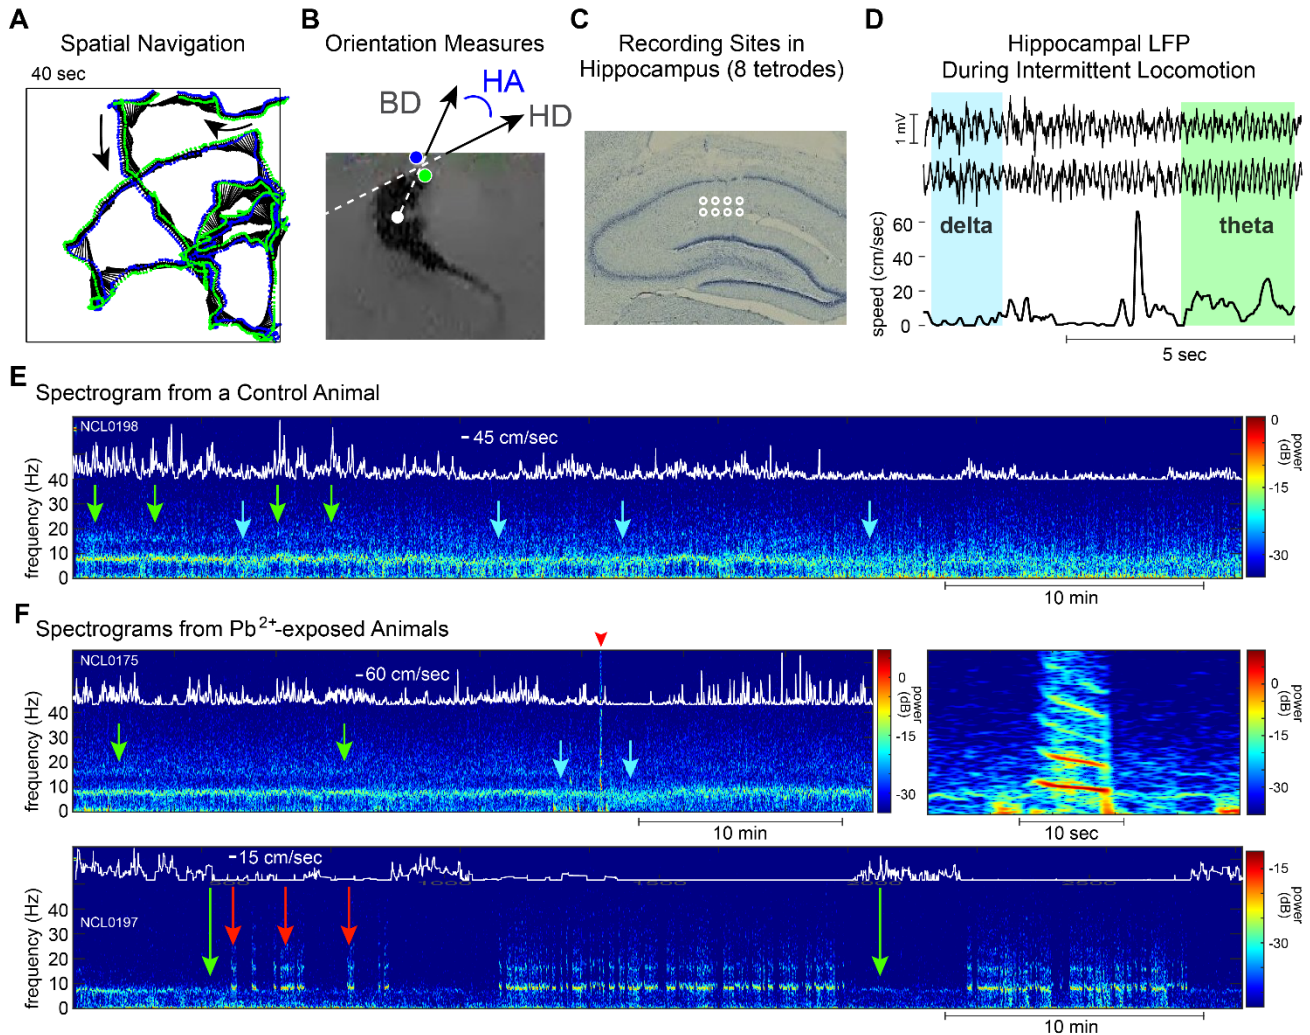 A
Spatial Navigation
40 sec
B
Orientation Measures
BD
HA
HD
C
Recording Sites in
Hippocampus (8 tetrodes)
D
Hippocampal LFP
During Intermittent Locomotion
1 mV
delta
theta
speed (cm/sec)
60
40
20
0
5 sec
E
Spectrogram from a Control Animal
NCL0198
45 cm/sec
frequency (Hz)
40
30
20
10
0
10 min
0
-15
-30
power
(dB)
F
Spectrograms from Pb2+-exposed Animals
NCL0175
60 cm/sec
frequency (Hz)
40
30
20
10
0
10 min
0
-15
-30
power
(dB)
10 sec
0
-15
-30
power
(dB)
15 cm/sec
500
1000
1500
2000
2500
NCL0197
frequency (Hz)
40
30
20
10
0
10 min
-15
-30
power
(dB)